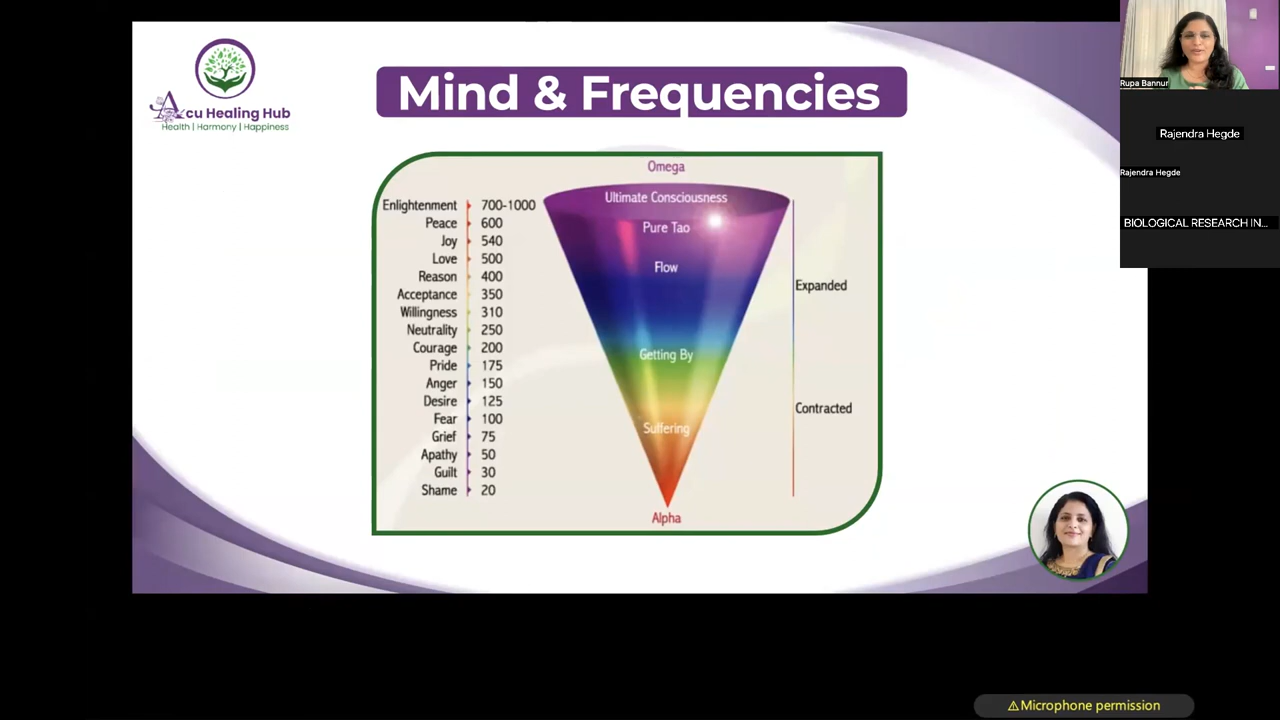 Acu Healing Hub
Health | Harmony | Happiness
Mind & Frequencies
Omega
Ultimate Consciousness
Pure Tao
Flow
Getting By
Suffering
Alpha
Enlightenment 700-1000
Peace 600
Joy 540
Love 500
Reason 400
Acceptance 350
Willingness 310
Neutrality 250
Courage 200
Pride 175
Anger 150
Desire 125
Fear 100
Grief 75
Apathy 50
Guilt 30
Shame 20
Expanded
Contracted
Rupa Bannur
Rajendra Hegde
Rajendra Hegde
BIOLOGICAL RESEARCH IN...
⚠Microphone permission